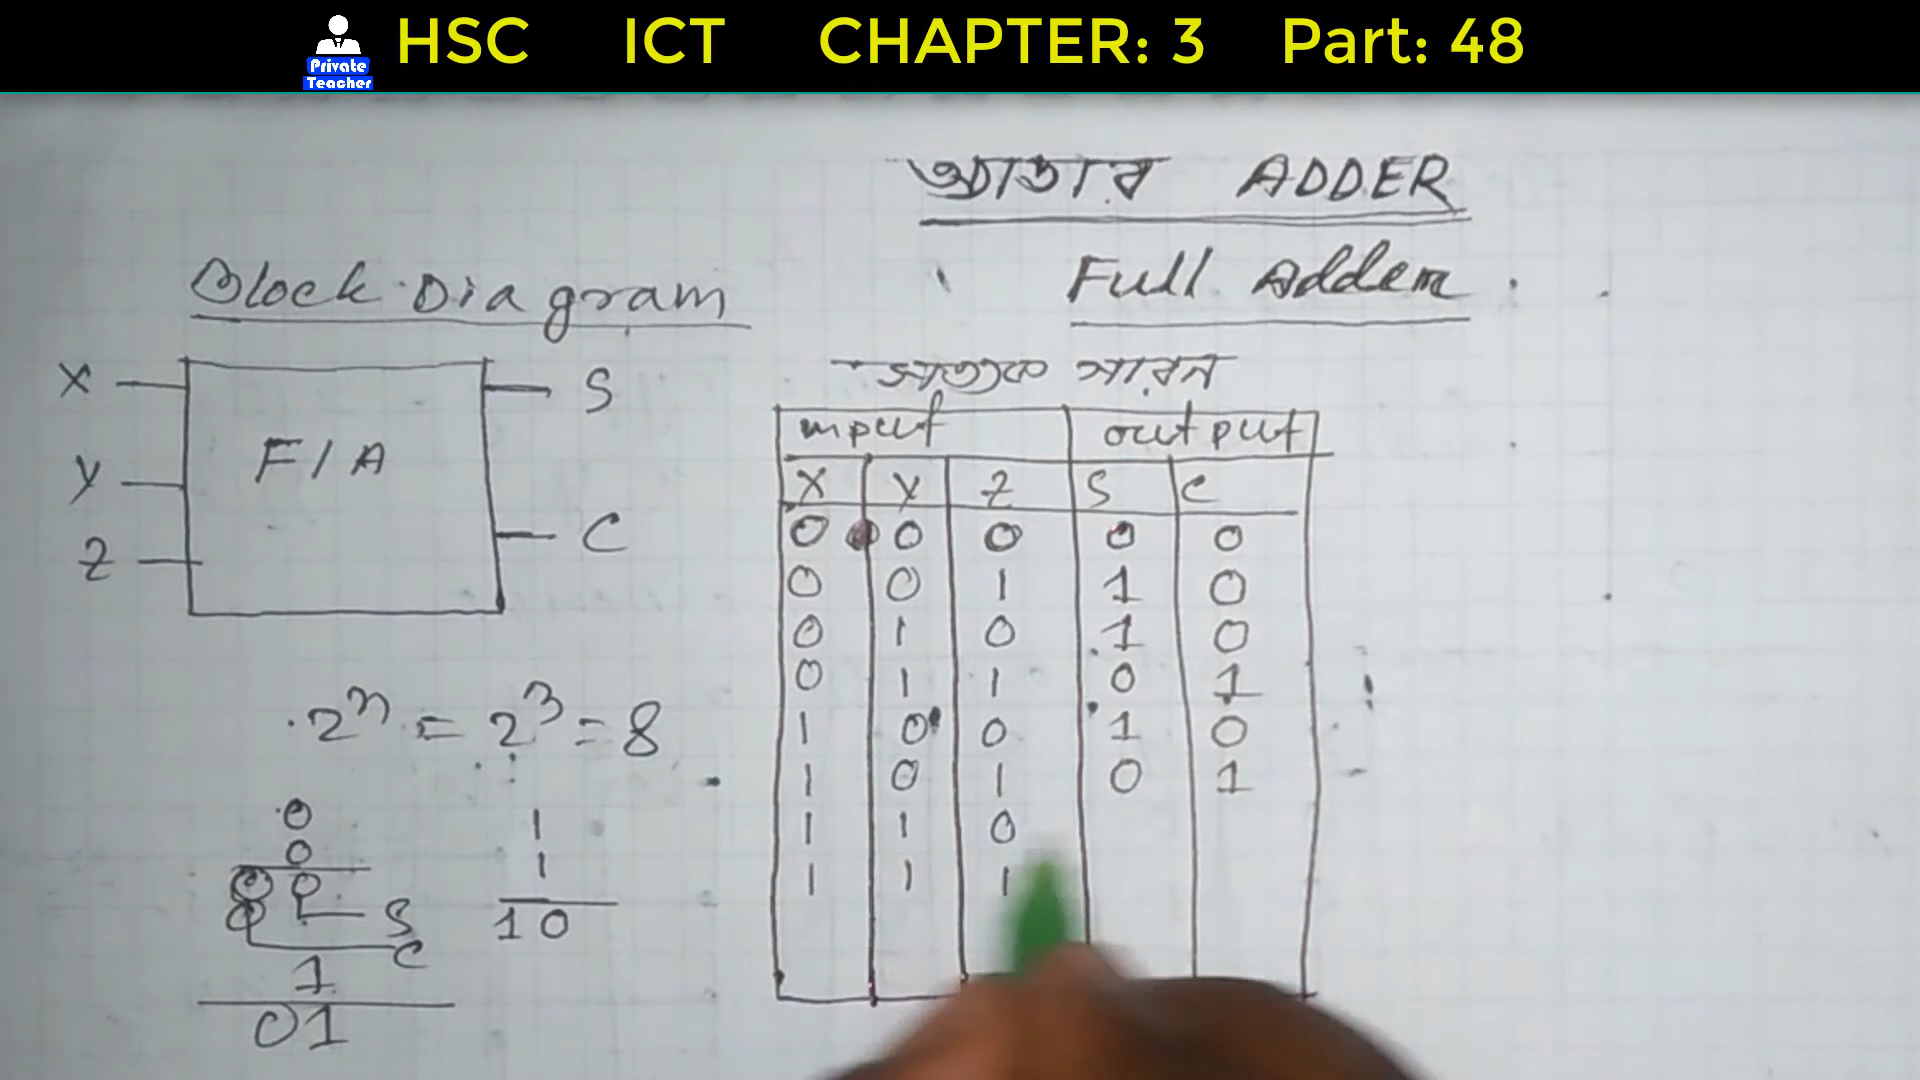 HSC ICT CHAPTER: 3 Part: 48
Private
Teacher
অ্যাডার ADDER
Full Adder
Block Diagram
X
Y
Z
F/A
S
C
2ⁿ = 2³ = 8
0
0
0 0
S
C
1
01
1
1
10
সত্যক সারনি
input output
X Y Z S C
0 0 0 0 0
0 0 1 1 0
0 1 0 1 0
0 1 1 0 1
1 0 0 1 0
1 0 1 0 1
1 1 0
1 1 1